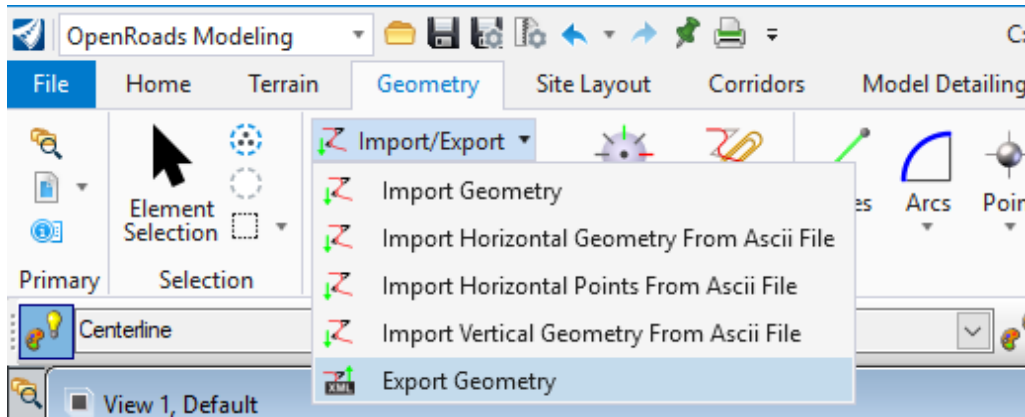 OpenRoads Modeling
File Home Terrain Geometry Site Layout Corridors Model Detailing
Import/Export
Import Geometry
Import Horizontal Geometry From Ascii File
Import Horizontal Points From Ascii File
Import Vertical Geometry From Ascii File
XML Export Geometry
Element
Selection
Arcs
Primary Selection
Centerline
View 1, Default